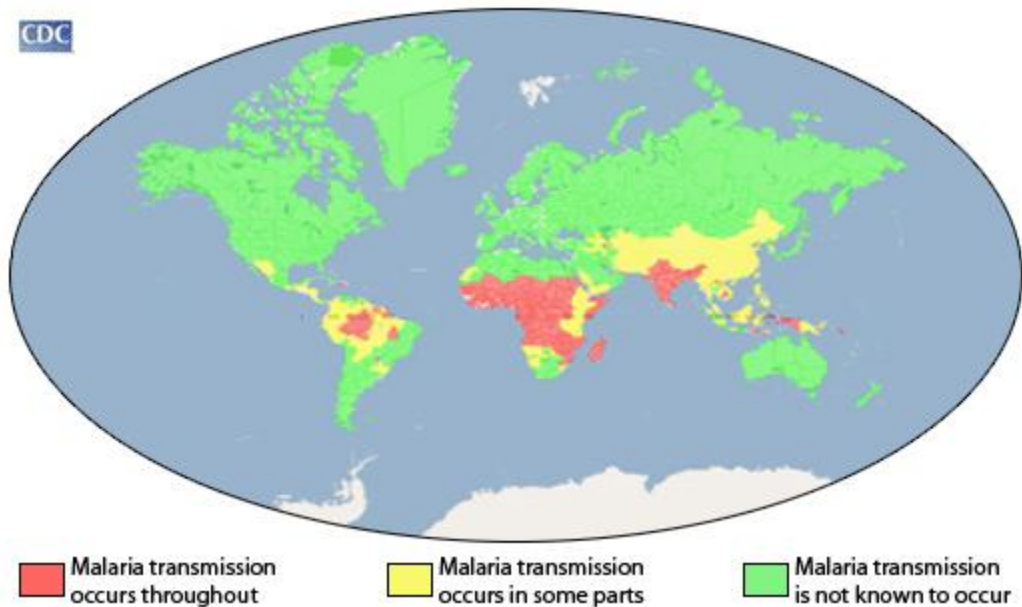 CDC
Malaria transmission
occurs throughout
Malaria transmission
occurs in some parts
Malaria transmission
is not known to occur